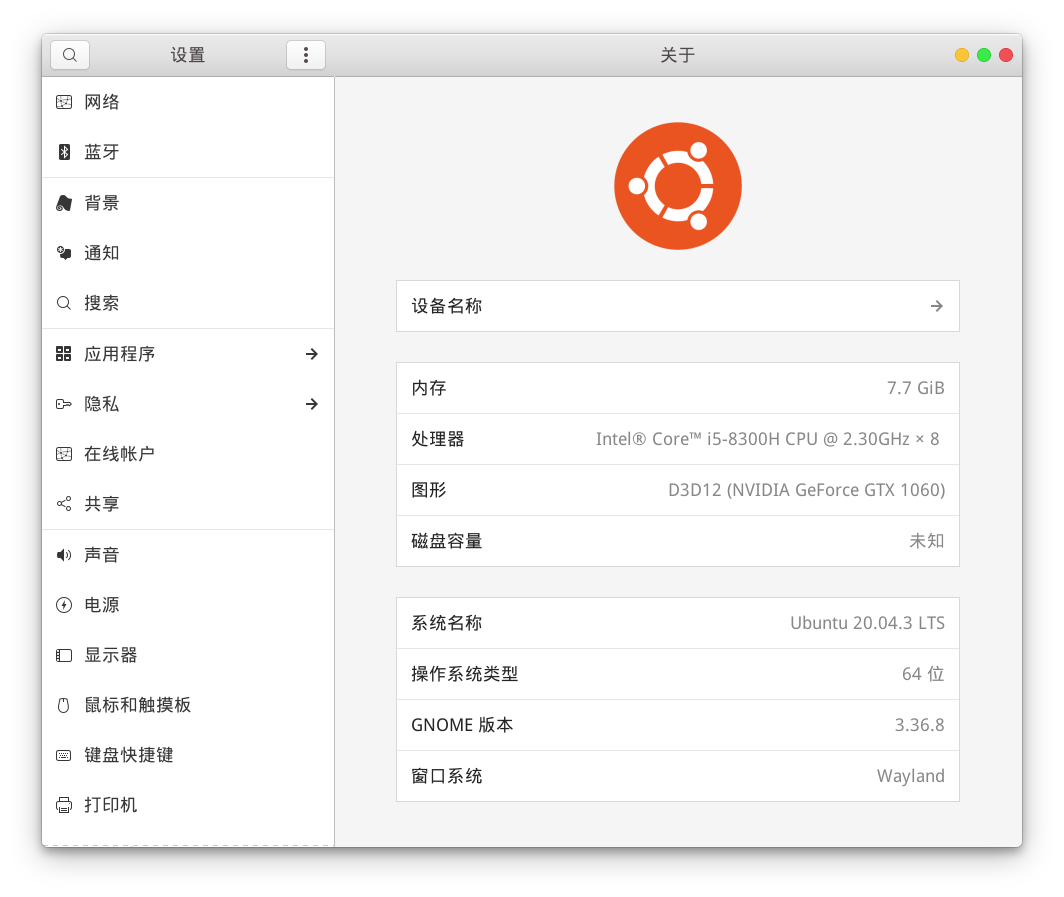 设置
关于
网络
蓝牙
背景
通知
搜索
应用程序
隐私
在线帐户
共享
声音
电源
显示器
鼠标和触摸板
键盘快捷键
打印机
设备名称
内存 7.7 GiB
处理器 Intel® Core™ i5-8300H CPU @ 2.30GHz × 8
图形 D3D12 (NVIDIA GeForce GTX 1060)
磁盘容量 未知
系统名称 Ubuntu 20.04.3 LTS
操作系统类型 64 位
GNOME 版本 3.36.8
窗口系统 Wayland